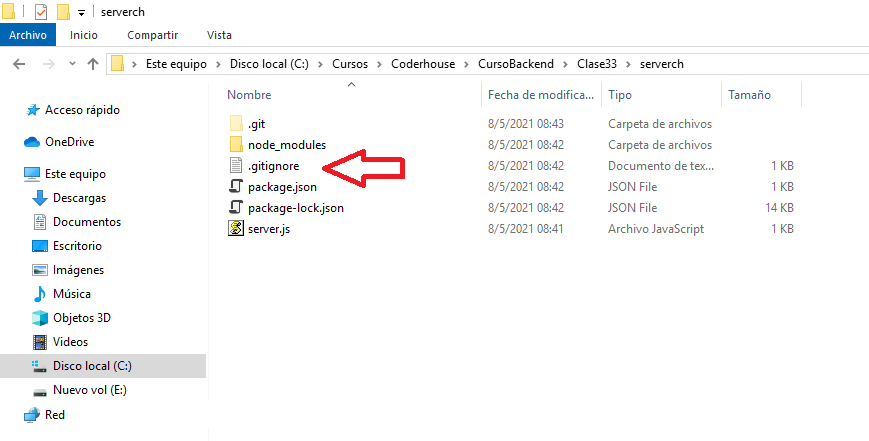 serverch
Archivo Inicio Compartir Vista
Este equipo Disco local (C:) Cursos Coderhouse CursoBackend Clase33 serverch
Nombre Fecha de modifica... Tipo Tamaño
Acceso rápido
OneDrive
Este equipo
Descargas
Documentos
Escritorio
Imágenes
Música
Objetos 3D
Videos
Disco local (C:)
Nuevo vol (E:)
Red
.git 8/5/2021 08:43 Carpeta de archivos
node_modules 8/5/2021 08:42 Carpeta de archivos
.gitignore 8/5/2021 08:42 Documento de tex... 1 KB
package.json 8/5/2021 08:42 JSON File 1 KB
package-lock.json 8/5/2021 08:42 JSON File 14 KB
server.js 8/5/2021 08:41 Archivo JavaScript 1 KB